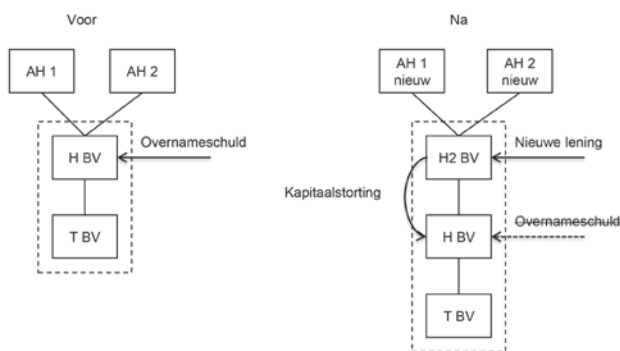 Voor
Na
AH 1
AH 2
AH 1
nieuw
AH 2
nieuw
H BV
Overnameschuld
H2 BV
Nieuwe lening
Kapitaalstorting
T BV
H BV
Overnameschuld
T BV